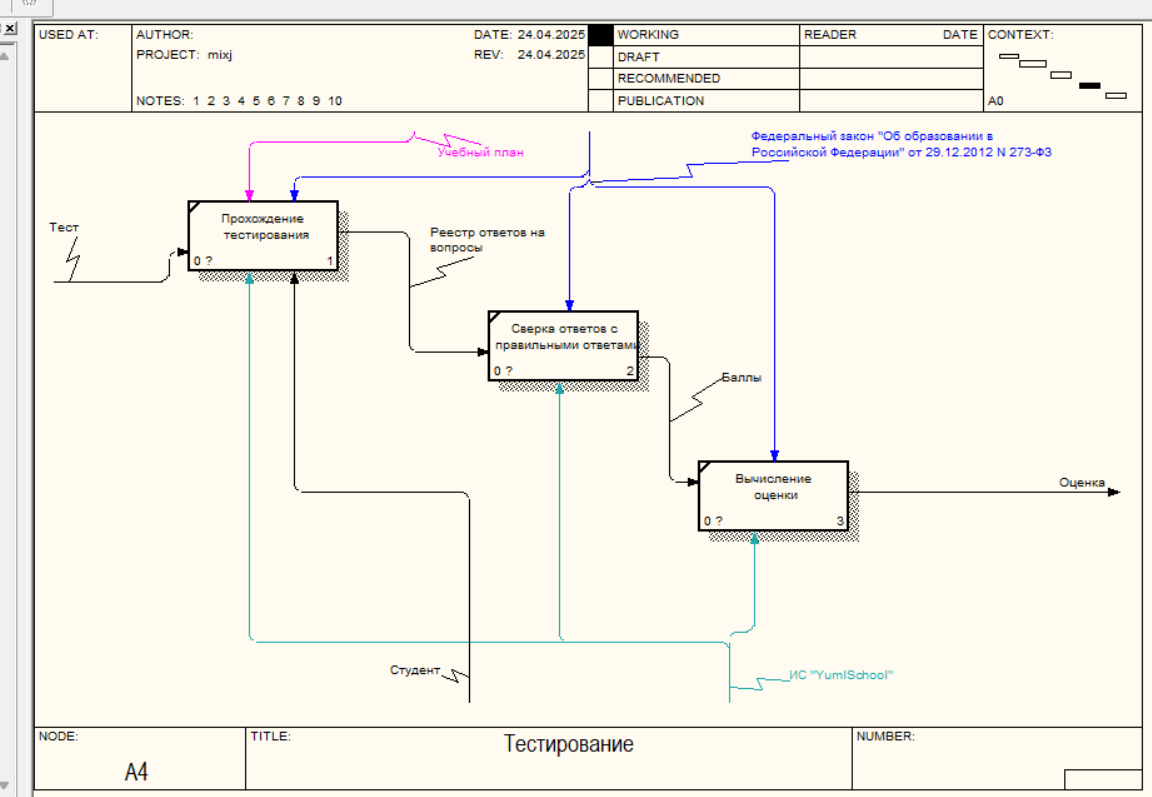 USED AT:
AUTHOR:
DATE: 24.04.2025
PROJECT: mixj
REV: 24.04.2025
NOTES: 1 2 3 4 5 6 7 8 9 10
WORKING
DRAFT
RECOMMENDED
PUBLICATION
READER
DATE
CONTEXT:
A0
Учебный план
Федеральный закон "Об образовании в
Российской Федерации" от 29.12.2012 N 273-ФЗ
Тест
Прохождение
тестирования
0 ?
1
Реестр ответов на
вопросы
Сверка ответов с
правильными ответами
0 ?
2
Баллы
Вычисление
оценки
0 ?
3
Оценка
Студент
ИС "YumISchool"
NODE:
A4
TITLE:
Тестирование
NUMBER: